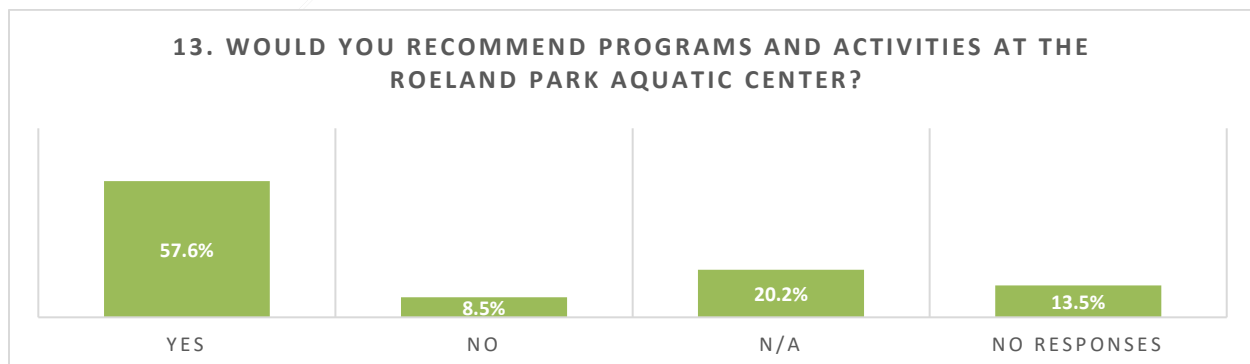 13. WOULD YOU RECOMMEND PROGRAMS AND ACTIVITIES AT THE
ROELAND PARK AQUATIC CENTER?
57.6%
8.5%
20.2%
13.5%
YES
NO
N/A
NO RESPONSES